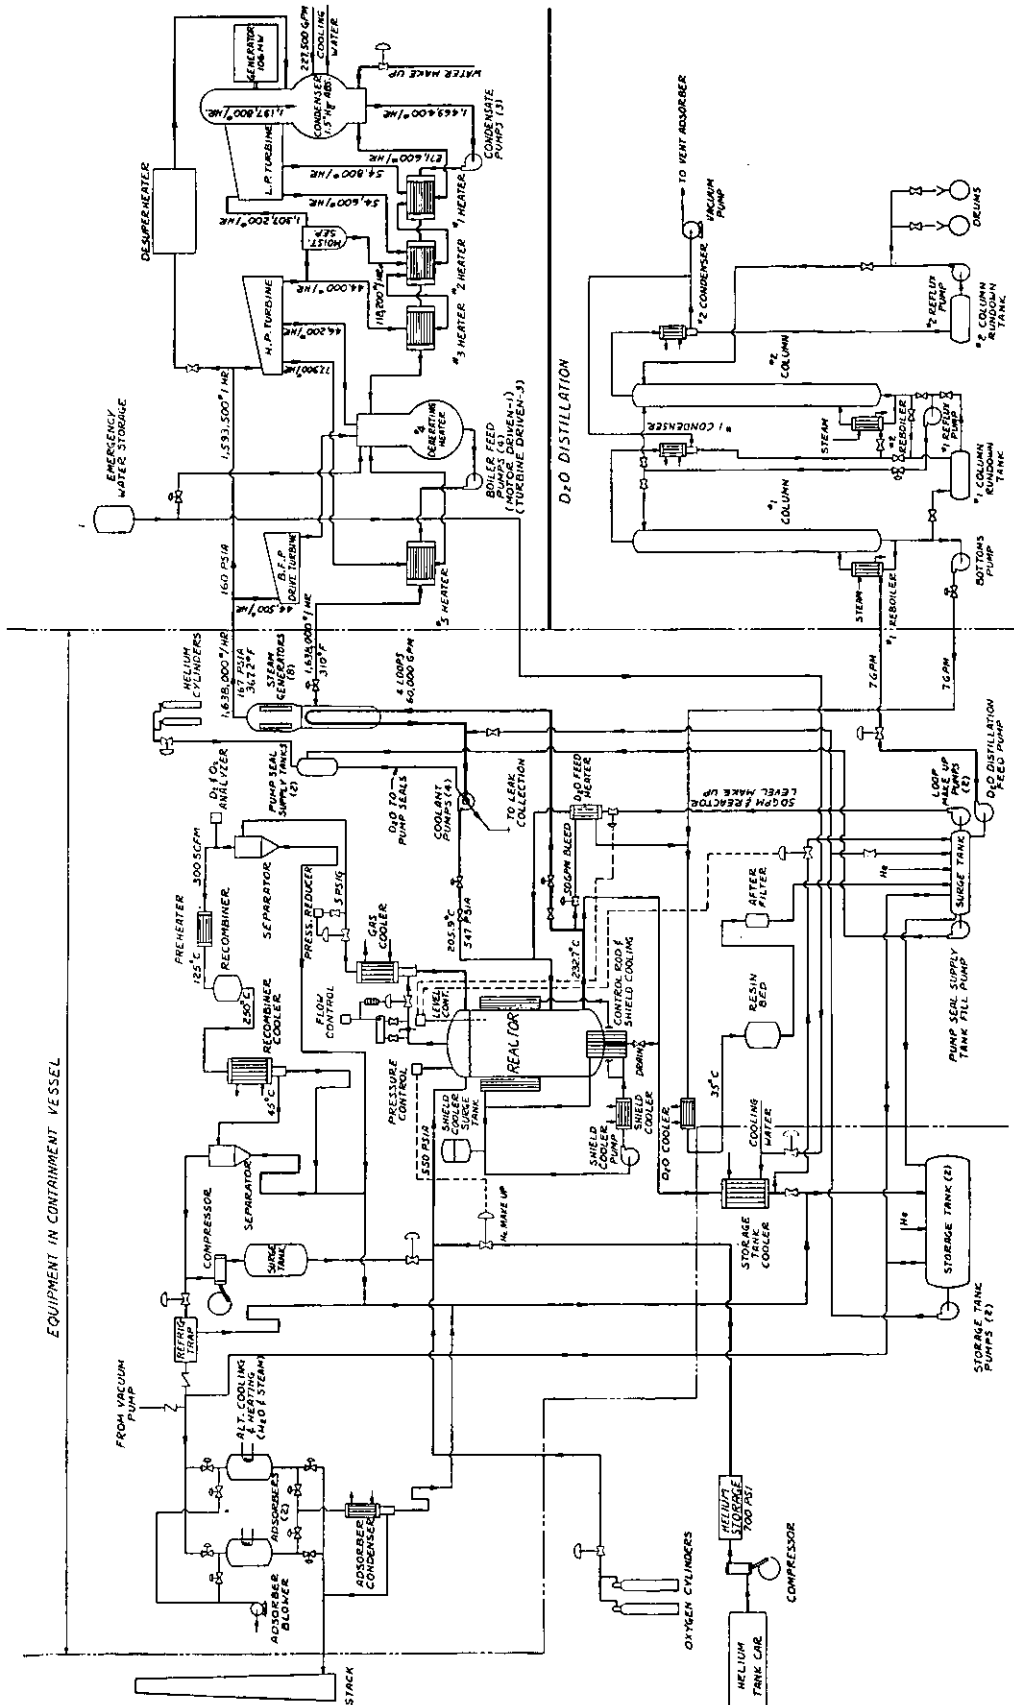 EQUIPMENT IN CONTAINMENT VESSEL
STACK
ADSORBER
BLOWER
ADSORBERS
(2)
ALT. COOLING
& HEATING
(H2O & STEAM)
FROM VACUUM
PUMP
ADSORBER
CONDENSER
REFRIG
TRAP
COMPRESSOR
SURGE
TANK
SEPARATOR
45°C
RECOMBINER
COOLER
250°C
RECOMBINER
125°C
PREHEATER
300 SCFM
SEPARATOR
D2 & O2
ANALYZER
HELIUM
CYLINDERS
PRESS. REDUCER
5 PSIG
GAS
COOLER
FLOW
CONTROL
LEVEL
CONT.
PRESSURE
CONTROL
550 PSIA
SHIELD
COOLER
SURGE
TANK
REACTOR
He MAKE UP
SHIELD
COOLER
PUMP
SHIELD
COOLER
DRAIN
CONTROL ROD &
SHIELD COOLING
PUMP SEAL
SUPPLY TANKS
(2)
D2O TO
PUMP SEALS
COOLANT
PUMPS (4)
TO LEAK
COLLECTION
205.9°C
547 PSIA
232.7°C
50GPM BLEED
D2O FEED
HEATER
50GPM & REACTOR
LEVEL MAKE UP
4 LOOPS
60,000 GPM
STEAM
GENERATORS
(8)
1,638,000#/HR
167 PSIA
367.2°F
1,638,000#/HR
310°F
160 PSIA
44,500#/HR
B.F.P.
DRIVE TURBINE
#5 HEATER
EMERGENCY
WATER STORAGE
1,593,500#/HR
BOILER FEED
PUMPS (4)
(MOTOR DRIVEN-1)
(TURBINE DRIVEN-3)
#4
DEAERATING
HEATER
H.P. TURBINE
77,900#/HR
46,200#/HR
44,000#/HR
118,200#/HR
MOIST.
SEP.
1,307,200#/HR
DESUPERHEATER
L.P. TURBINE
54,600#/HR
54,800#/HR
271,600#/HR
#3 HEATER
#2 HEATER
#1 HEATER
GENERATOR
106 MW
1,197,800#/HR
CONDENSER
1.5"Hg ABS.
227,500 GPM
COOLING
WATER
WATER MAKE UP
1,469,400#/HR
CONDENSATE
PUMPS (3)
D2O DISTILLATION
TO VENT ADSORBER
VACUUM
PUMP
#2 CONDENSER
#1 CONDENSER
#2
COLUMN
#1
COLUMN
STEAM
#2
REBOILER
STEAM
#1 REBOILER
#2 REFLUX
PUMP
#2 COLUMN
RUNDOWN
TANK
DRUMS
#1 REFLUX
PUMP
#1 COLUMN
RUNDOWN
TANK
BOTTOMS
PUMP
7 GPM
7 GPM
D2O DISTILLATION
FEED PUMP
LOOP
MAKE UP
PUMPS (2)
SURGE TANK
He
PUMP SEAL SUPPLY
TANK FILL PUMP
AFTER
FILTER
RESIN
BED
35°C
D2O COOLER
COOLING
WATER
STORAGE
TANK
COOLER
He
STORAGE TANK (2)
STORAGE TANK
PUMPS (2)
OXYGEN CYLINDERS
HELIUM
STORAGE
700 PSI
COMPRESSOR
HELIUM
TANK CAR